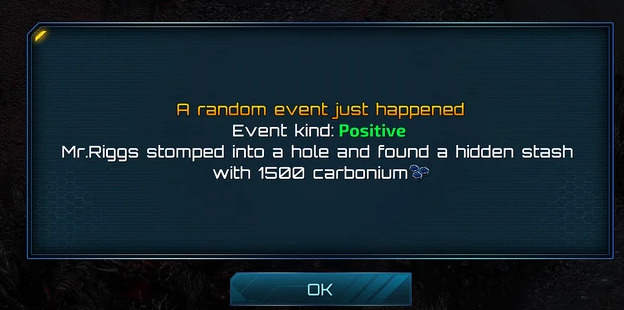 A random event just happened
Event kind: Positive
Mr.Riggs stomped into a hole and found a hidden stash
with 1500 carbonium
OK